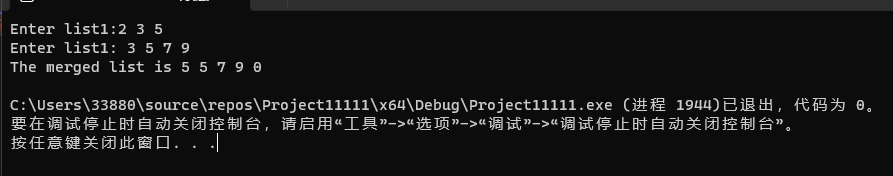 Enter list1:2 3 5
Enter list1: 3 5 7 9
The merged list is 5 5 7 9 0
C:\Users\33880\source\repos\Project11111\x64\Debug\Project11111.exe (进程 1944)已退出，代码为 0。
要在调试停止时自动关闭控制台，请启用“工具”->“选项”->“调试”->“调试停止时自动关闭控制台”。
按任意键关闭此窗口. . .